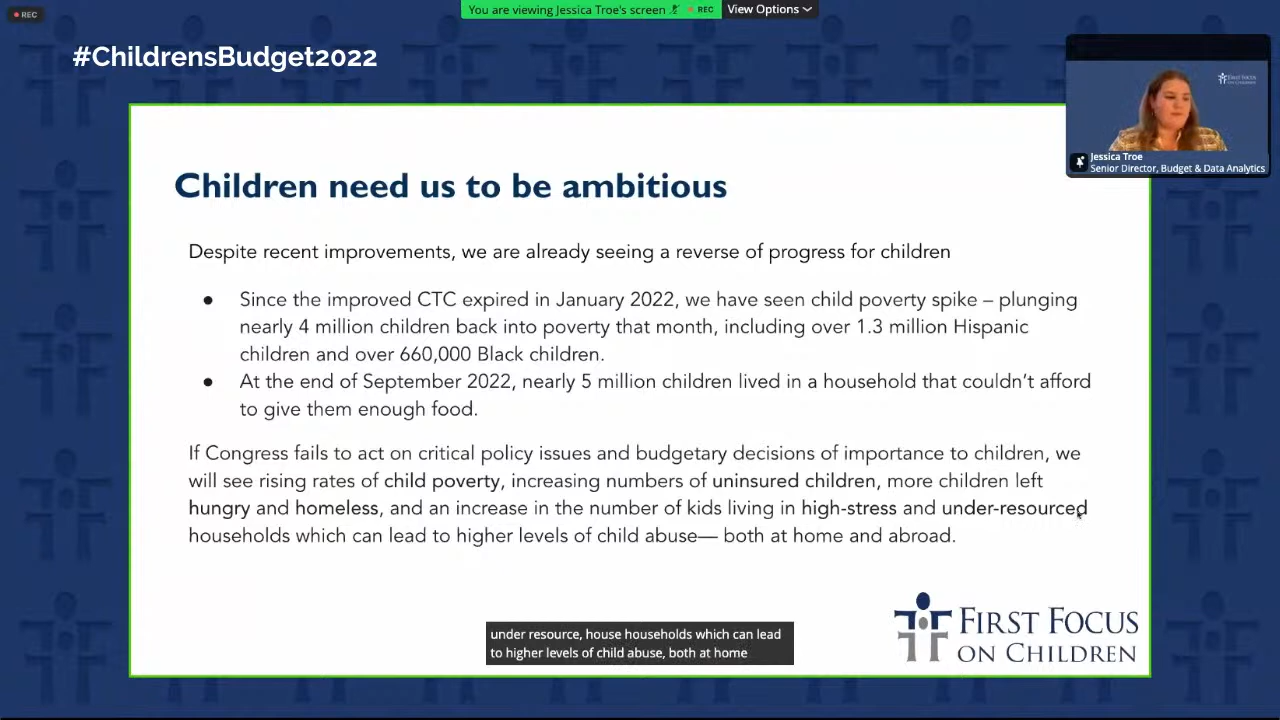 REC
You are viewing Jessica Troe's screen
REC
View Options
#ChildrensBudget2022
FIRST FOCUS
ON CHILDREN
Jessica Troe
Senior Director, Budget & Data Analytics
Children need us to be ambitious
Despite recent improvements, we are already seeing a reverse of progress for children
● Since the improved CTC expired in January 2022, we have seen child poverty spike – plunging
nearly 4 million children back into poverty that month, including over 1.3 million Hispanic
children and over 660,000 Black children.
● At the end of September 2022, nearly 5 million children lived in a household that couldn't afford
to give them enough food.
If Congress fails to act on critical policy issues and budgetary decisions of importance to children, we
will see rising rates of child poverty, increasing numbers of uninsured children, more children left
hungry and homeless, and an increase in the number of kids living in high-stress and under-resourced
households which can lead to higher levels of child abuse— both at home and abroad.
FIRST FOCUS
ON CHILDREN
under resource, house households which can lead
to higher levels of child abuse, both at home